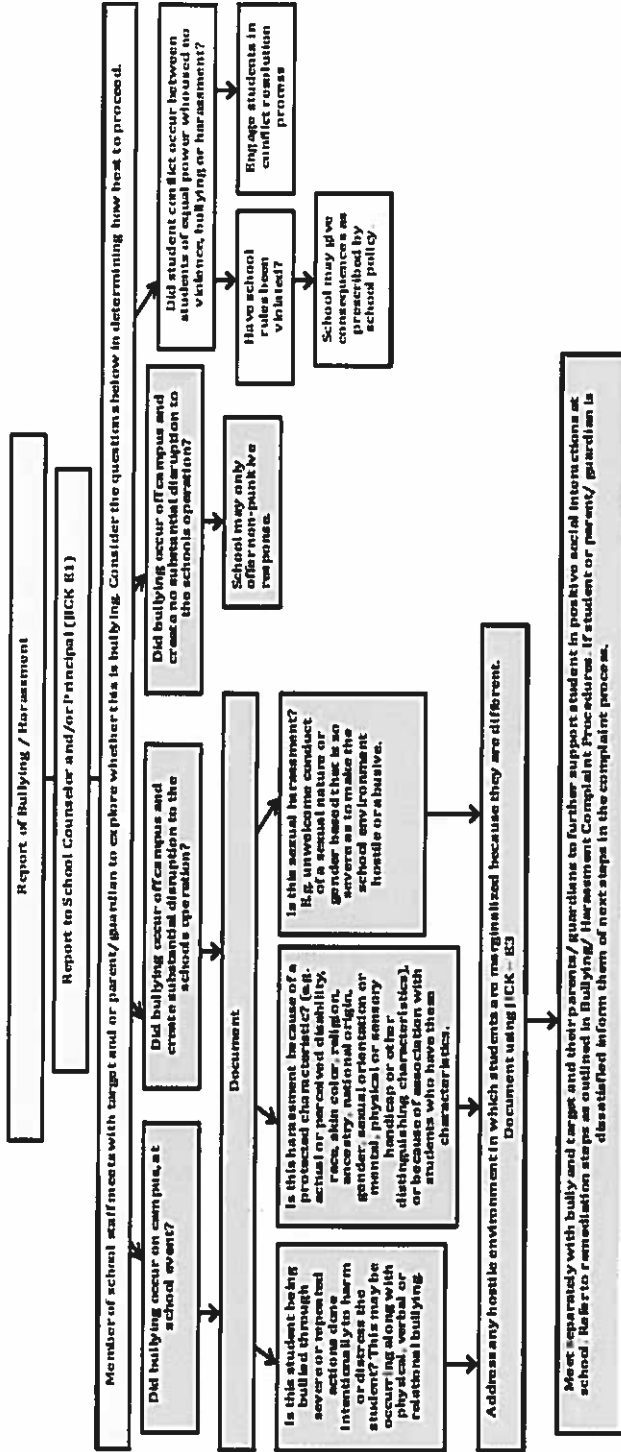 Report of Bullying / Harassment
Report to School Counselor and/or Principal (JICK E1)
Member of school staff meets with target and or parent/guardian to explore whether this is bullying. Consider the questions below in determining how best to proceed.
Did bullying occur on campus, at
school event?
Did bullying occur off campus and
create substantial disruption to the
schools operation?
Did bullying occur off campus and
create no substantial disruption to
the schools operation?
Did student conflict occur between
students of equal power who used no
violence, bullying or harassment?
Document
School may only
offer non-punitive
response.
Have school
rules been
violated?
Engage students in
conflict resolution
process
School may give
consequences as
prescribed by
school policy.
Is this student being
bullied through
severe or repeated
actions done
intentionally to harm
or distress the
student? This may be
occurring along with
physical, verbal or
relational bullying.
Is this harassment because of a
protected characteristic? (e.g.
actual or perceived disability,
race, skin color, religion,
ancestry, national origin,
gender, sexual orientation or
mental, physical or sensory
handicap or other
distinguishing characteristics),
or because of association with
students who have these
characteristics.
Is this sexual harassment?
E.g. unwelcome conduct
of a sexual nature or
gender based that is so
severe as to make the
school environment
hostile or abusive.
Address any hostile environment in which students are marginalized because they are different.
Document using JICK – E3
Meet separately with bully and target and their parents/guardians to further support student in positive social interactions at
school. Refer to remediation steps as outlined in Bullying/Harassment Complaint Procedures. If student or parent/guardian is
dissatisfied inform them of next steps in the complaint process.